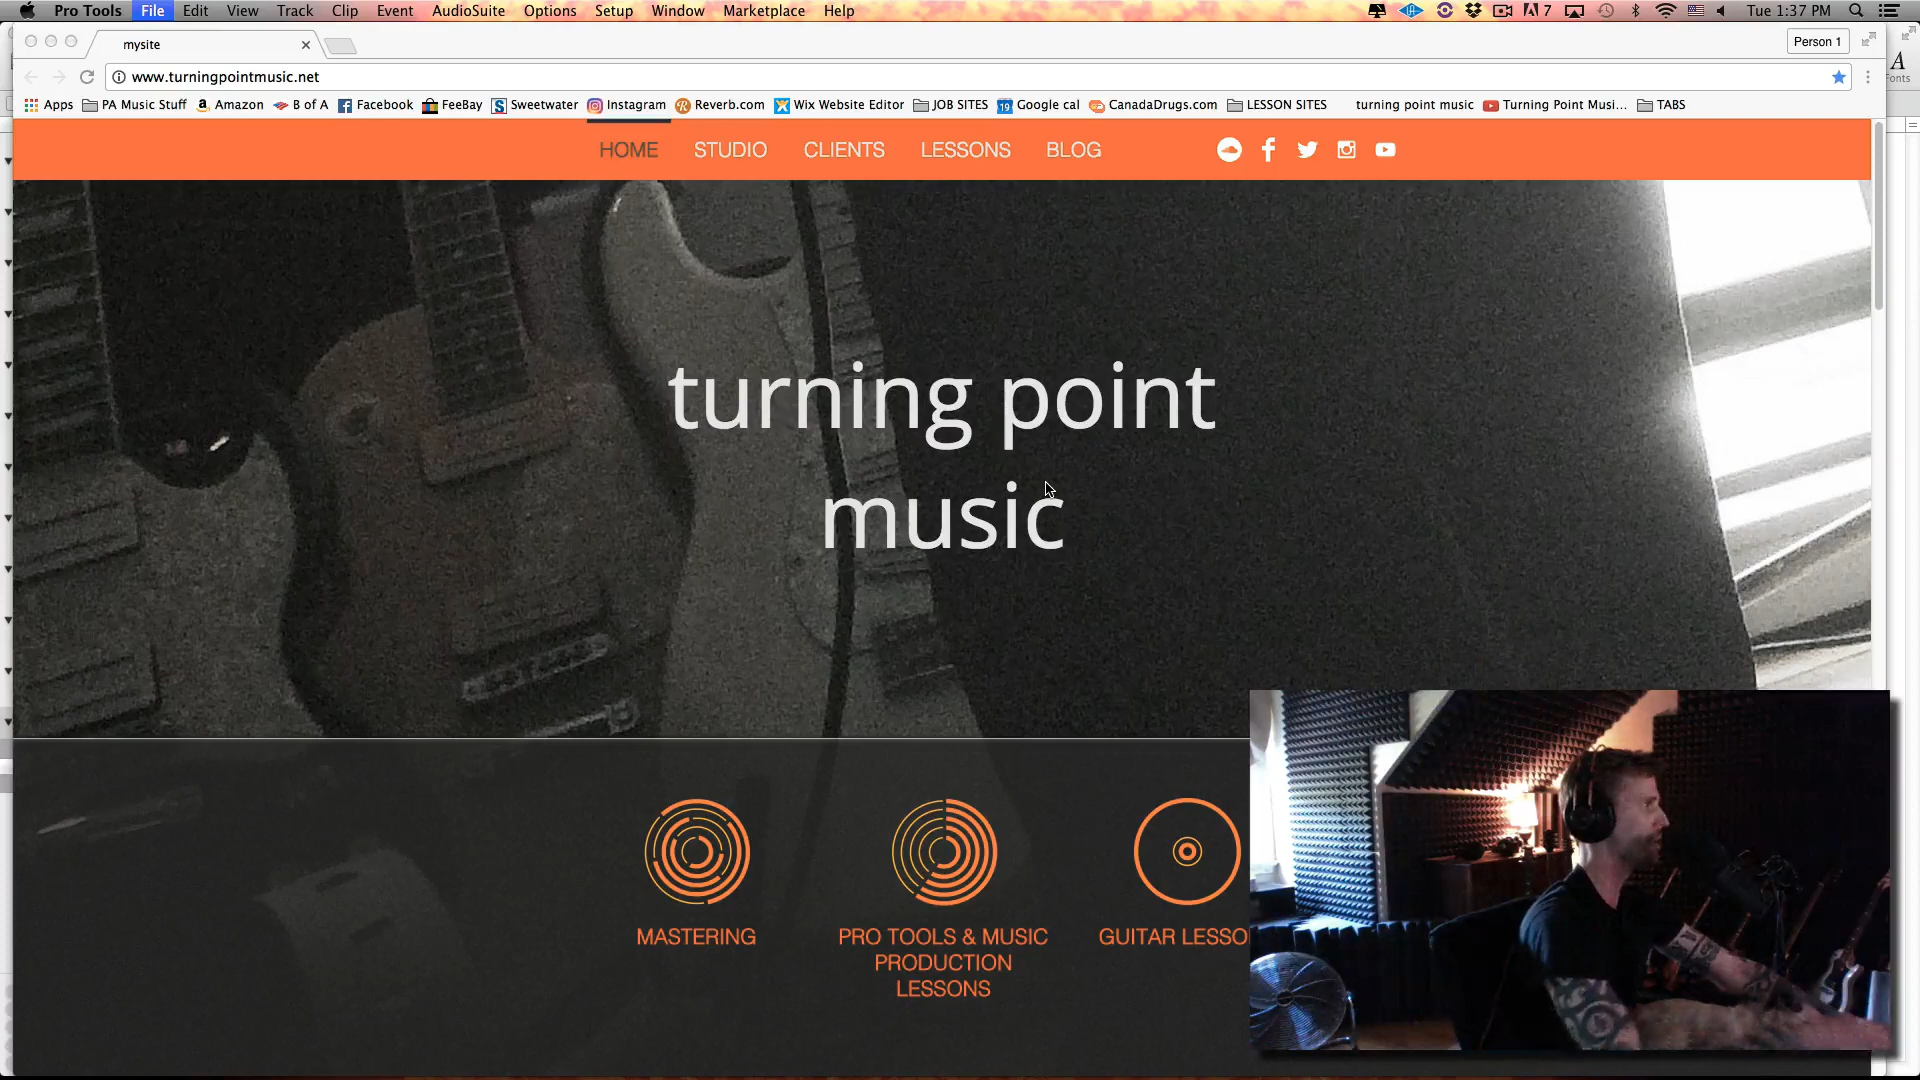 Pro Tools File Edit View Track Clip Event AudioSuite Options Setup Window Marketplace Help 7 Tue 1:37 PM
mysite Person 1
www.turningpointmusic.net
Fonts
Apps PA Music Stuff Amazon B of A Facebook FeeBay Sweetwater Instagram Reverb.com Wix Website Editor JOB SITES 19 Google cal CanadaDrugs.com LESSON SITES turning point music Turning Point Musi... TABS
HOME STUDIO CLIENTS LESSONS BLOG
turning point
music
MASTERING PRO TOOLS & MUSIC GUITAR LESSO
PRODUCTION
LESSONS